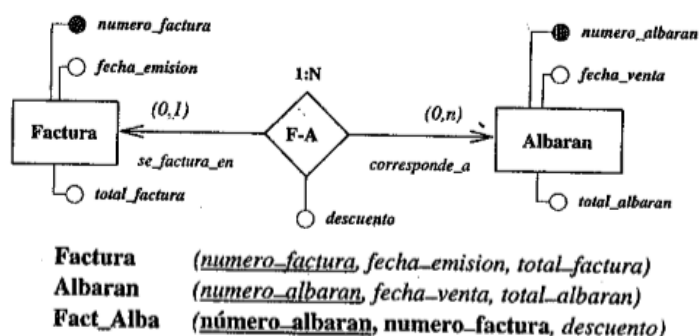 numero_factura
numero_albaran
fecha_emision
1:N
fecha_venta
(0,1)
(0,n)
Factura
F-A
Albaran
se_factura_en
corresponde_a
total_factura
descuento
total_albaran
Factura (numero_factura, fecha_emision, total_factura)
Albaran (numero_albaran, fecha_venta, total_albaran)
Fact_Alba (número_albaran, numero_factura, descuento)